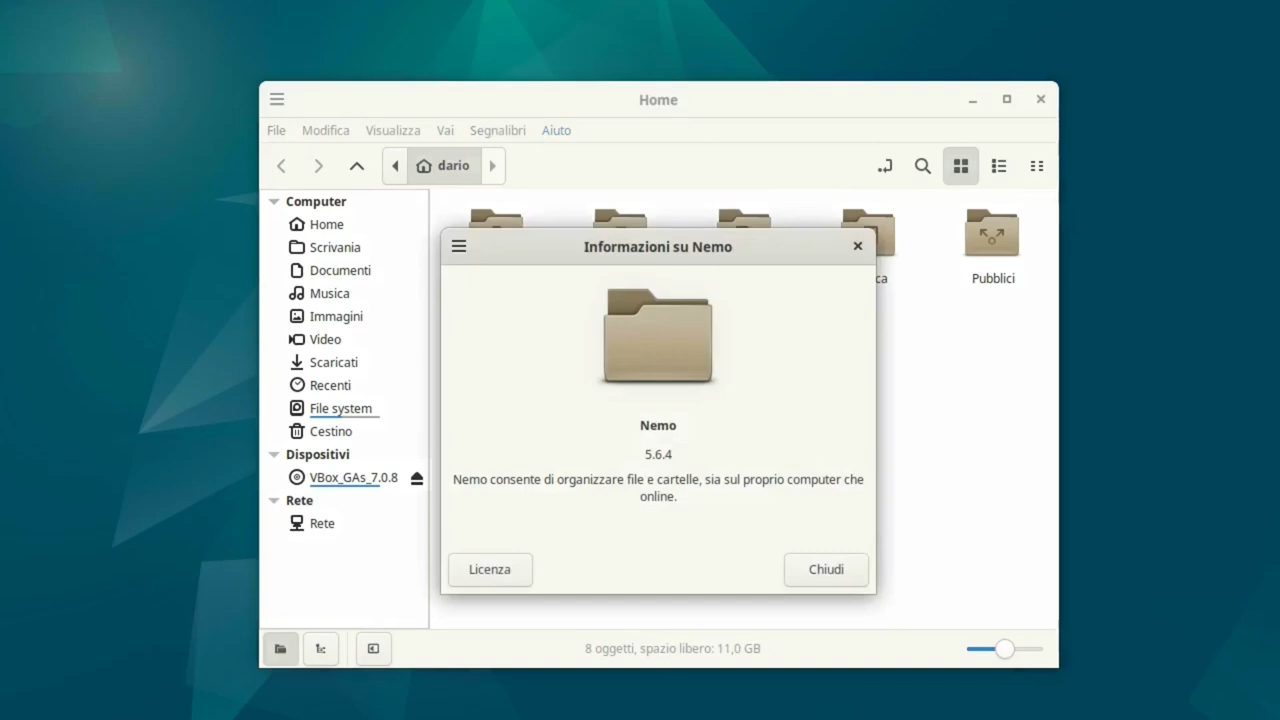 Home
File Modifica Visualizza Vai Segnalibri Aiuto
dario
Computer
Home
Scrivania
Documenti
Musica
Immagini
Video
Scaricati
Recenti
File system
Cestino
Dispositivi
VBox_GAs_7.0.8
Rete
Rete
ca
Pubblici
Informazioni su Nemo
Nemo
5.6.4
Nemo consente di organizzare file e cartelle, sia sul proprio computer che
online.
Licenza
Chiudi
8 oggetti, spazio libero: 11,0 GB